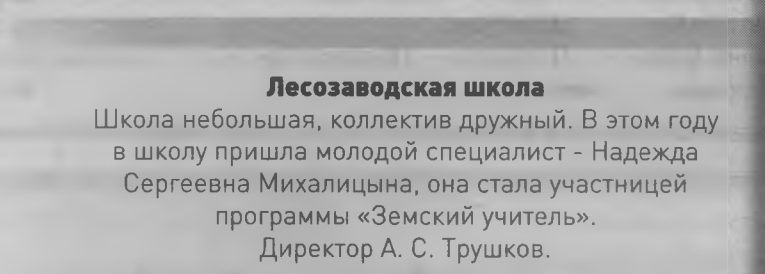 Лесозаводская школа
Школа небольшая, коллектив дружный. В этом году
в школу пришла молодой специалист - Надежда
Сергеевна Михалицына, она стала участницей
программы «Земский учитель».
Директор А. С. Трушков.